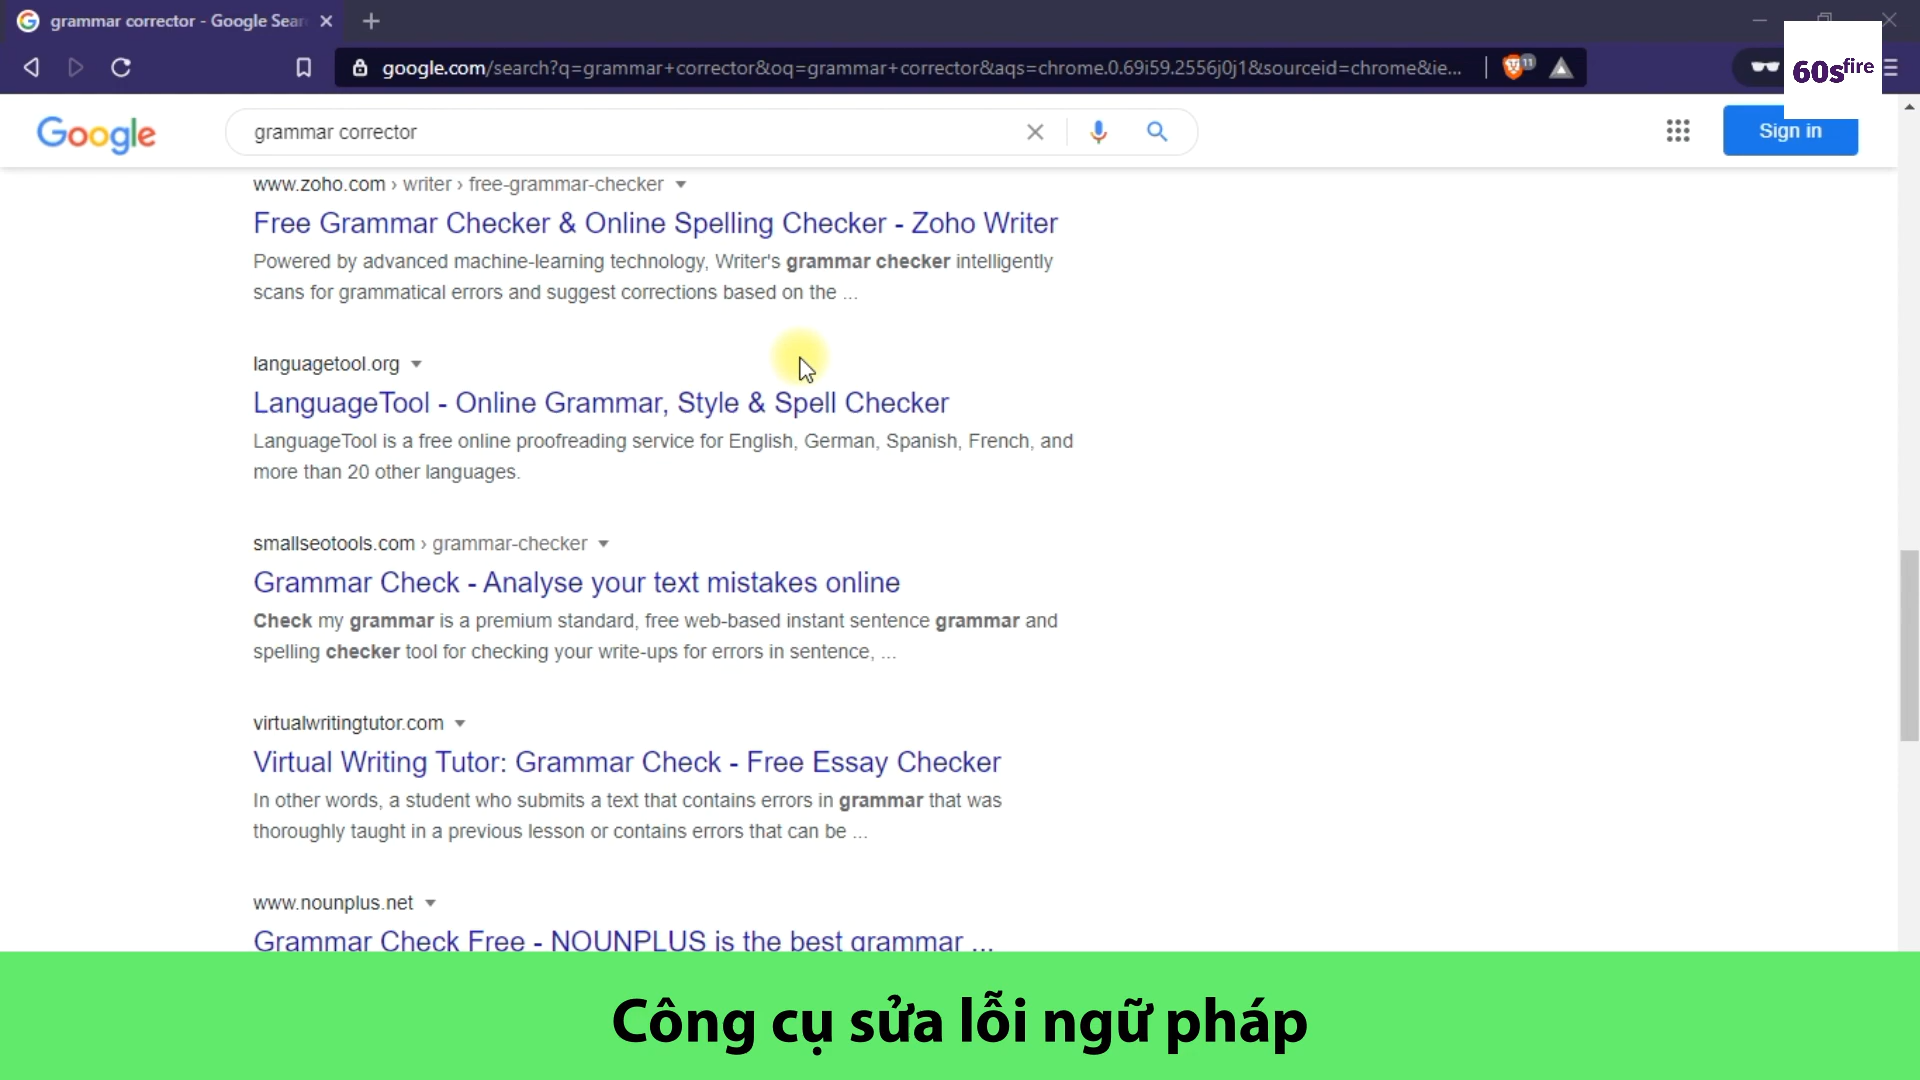 grammar corrector - Google Sear
google.com/search?q=grammar+corrector&oq=grammar+corrector&aqs=chrome.0.69i59.2556j0j1&sourceid=chrome&ie...
11
60sfire
Google
grammar corrector
Sign in
www.zoho.com › writer › free-grammar-checker
Free Grammar Checker & Online Spelling Checker - Zoho Writer
Powered by advanced machine-learning technology, Writer's grammar checker intelligently
scans for grammatical errors and suggest corrections based on the ...
languagetool.org
LanguageTool - Online Grammar, Style & Spell Checker
LanguageTool is a free online proofreading service for English, German, Spanish, French, and
more than 20 other languages.
smallseotools.com › grammar-checker
Grammar Check - Analyse your text mistakes online
Check my grammar is a premium standard, free web-based instant sentence grammar and
spelling checker tool for checking your write-ups for errors in sentence, ...
virtualwritingtutor.com
Virtual Writing Tutor: Grammar Check - Free Essay Checker
In other words, a student who submits a text that contains errors in grammar that was
thoroughly taught in a previous lesson or contains errors that can be ...
www.nounplus.net
Grammar Check Free - NOUNPLUS is the best grammar ...
Công cụ sửa lỗi ngữ pháp